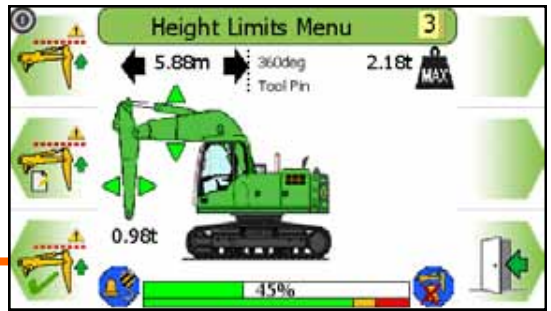 Height Limits Menu
3
5.88m
360deg
Tool Pin
2.18t
MAX
0.98t
45%